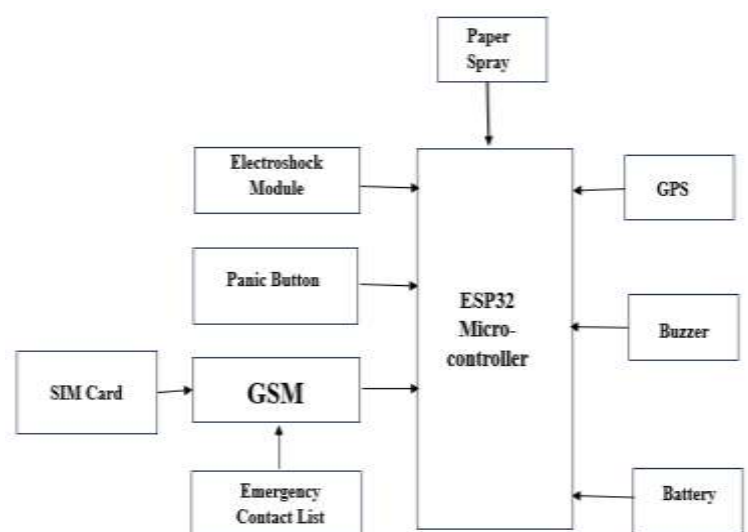 Paper
Spray
Electroshock
Module
GPS
Panic Button
ESP32
Micro-
controller
Buzzer
SIM Card
GSM
Emergency
Contact List
Battery